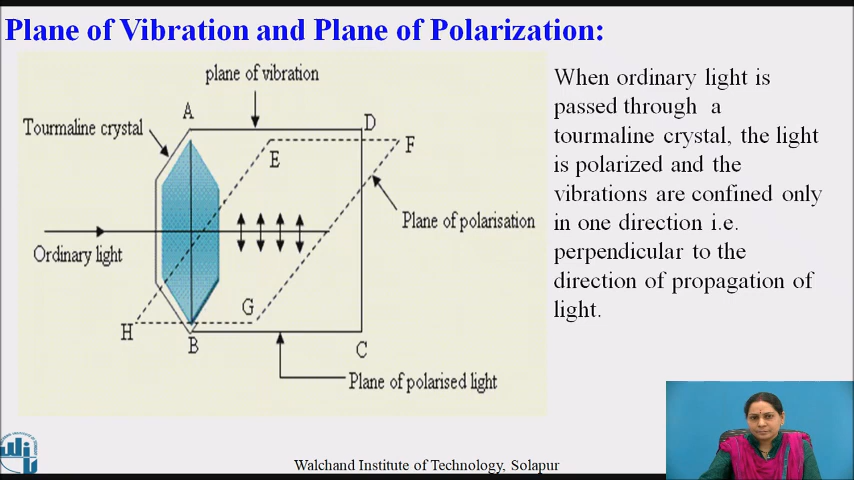 Plane of Vibration and Plane of Polarization:
plane of vibration
A
Tourmaline crystal
D
E
F
Plane of polarisation
Ordinary light
G
H
B
C
Plane of polarised light
When ordinary light is
passed through a
tourmaline crystal, the light
is polarized and the
vibrations are confined only
in one direction i.e.
perpendicular to the
direction of propagation of
light.
Walchand Institute of Technology, Solapur